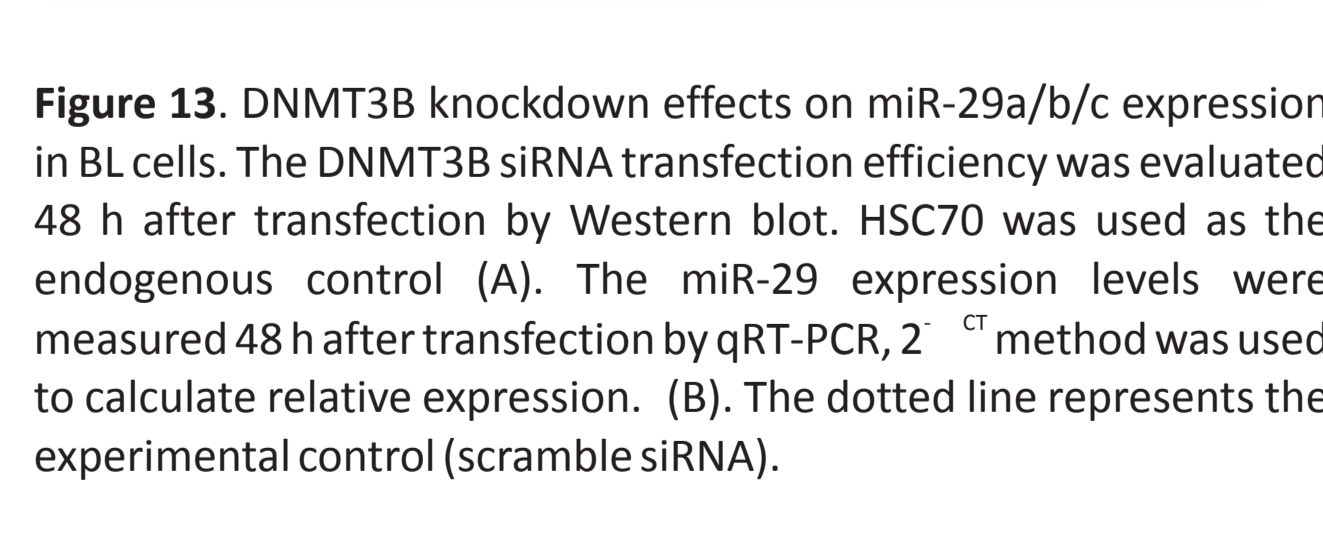 Figure 13. DNMT3B knockdown effects on miR-29a/b/c expression
in BL cells. The DNMT3B siRNA transfection efficiency was evaluated
48 h after transfection by Western blot. HSC70 was used as the
endogenous control (A). The miR-29 expression levels were
measured 48 h after transfection by qRT-PCR, 2- CT method was used
to calculate relative expression. (B). The dotted line represents the
experimental control (scramble siRNA).